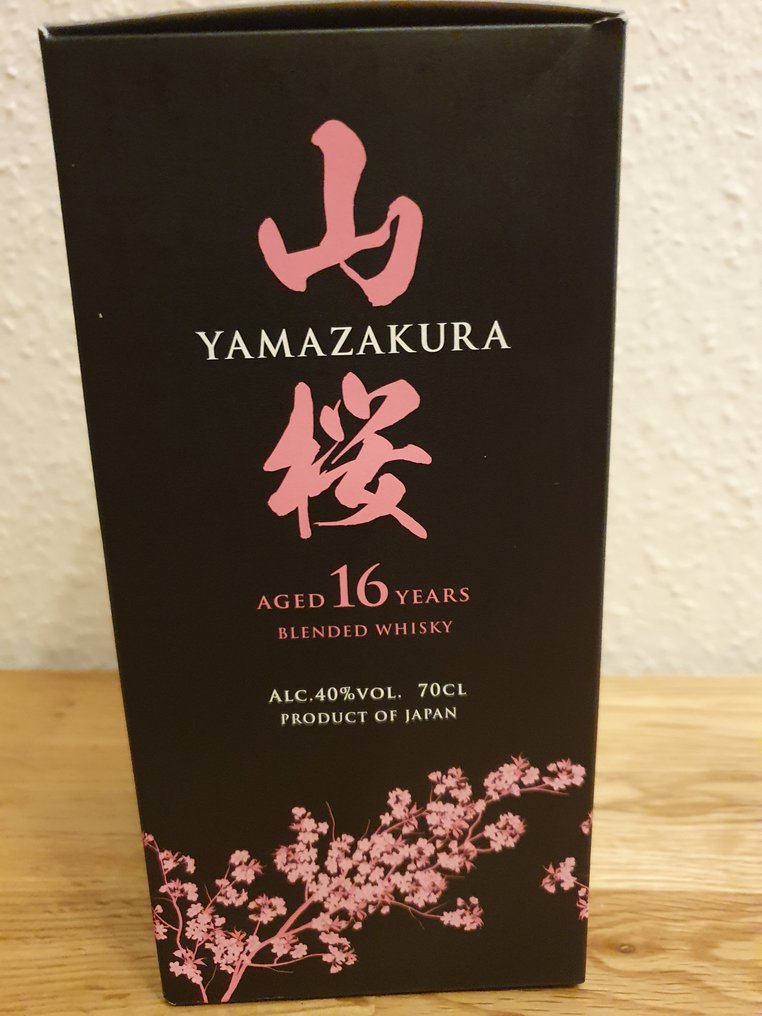 山
YAMAZAKURA
桜
AGED 16 YEARS
BLENDED WHISKY
ALC.40%VOL. 70CL
PRODUCT OF JAPAN